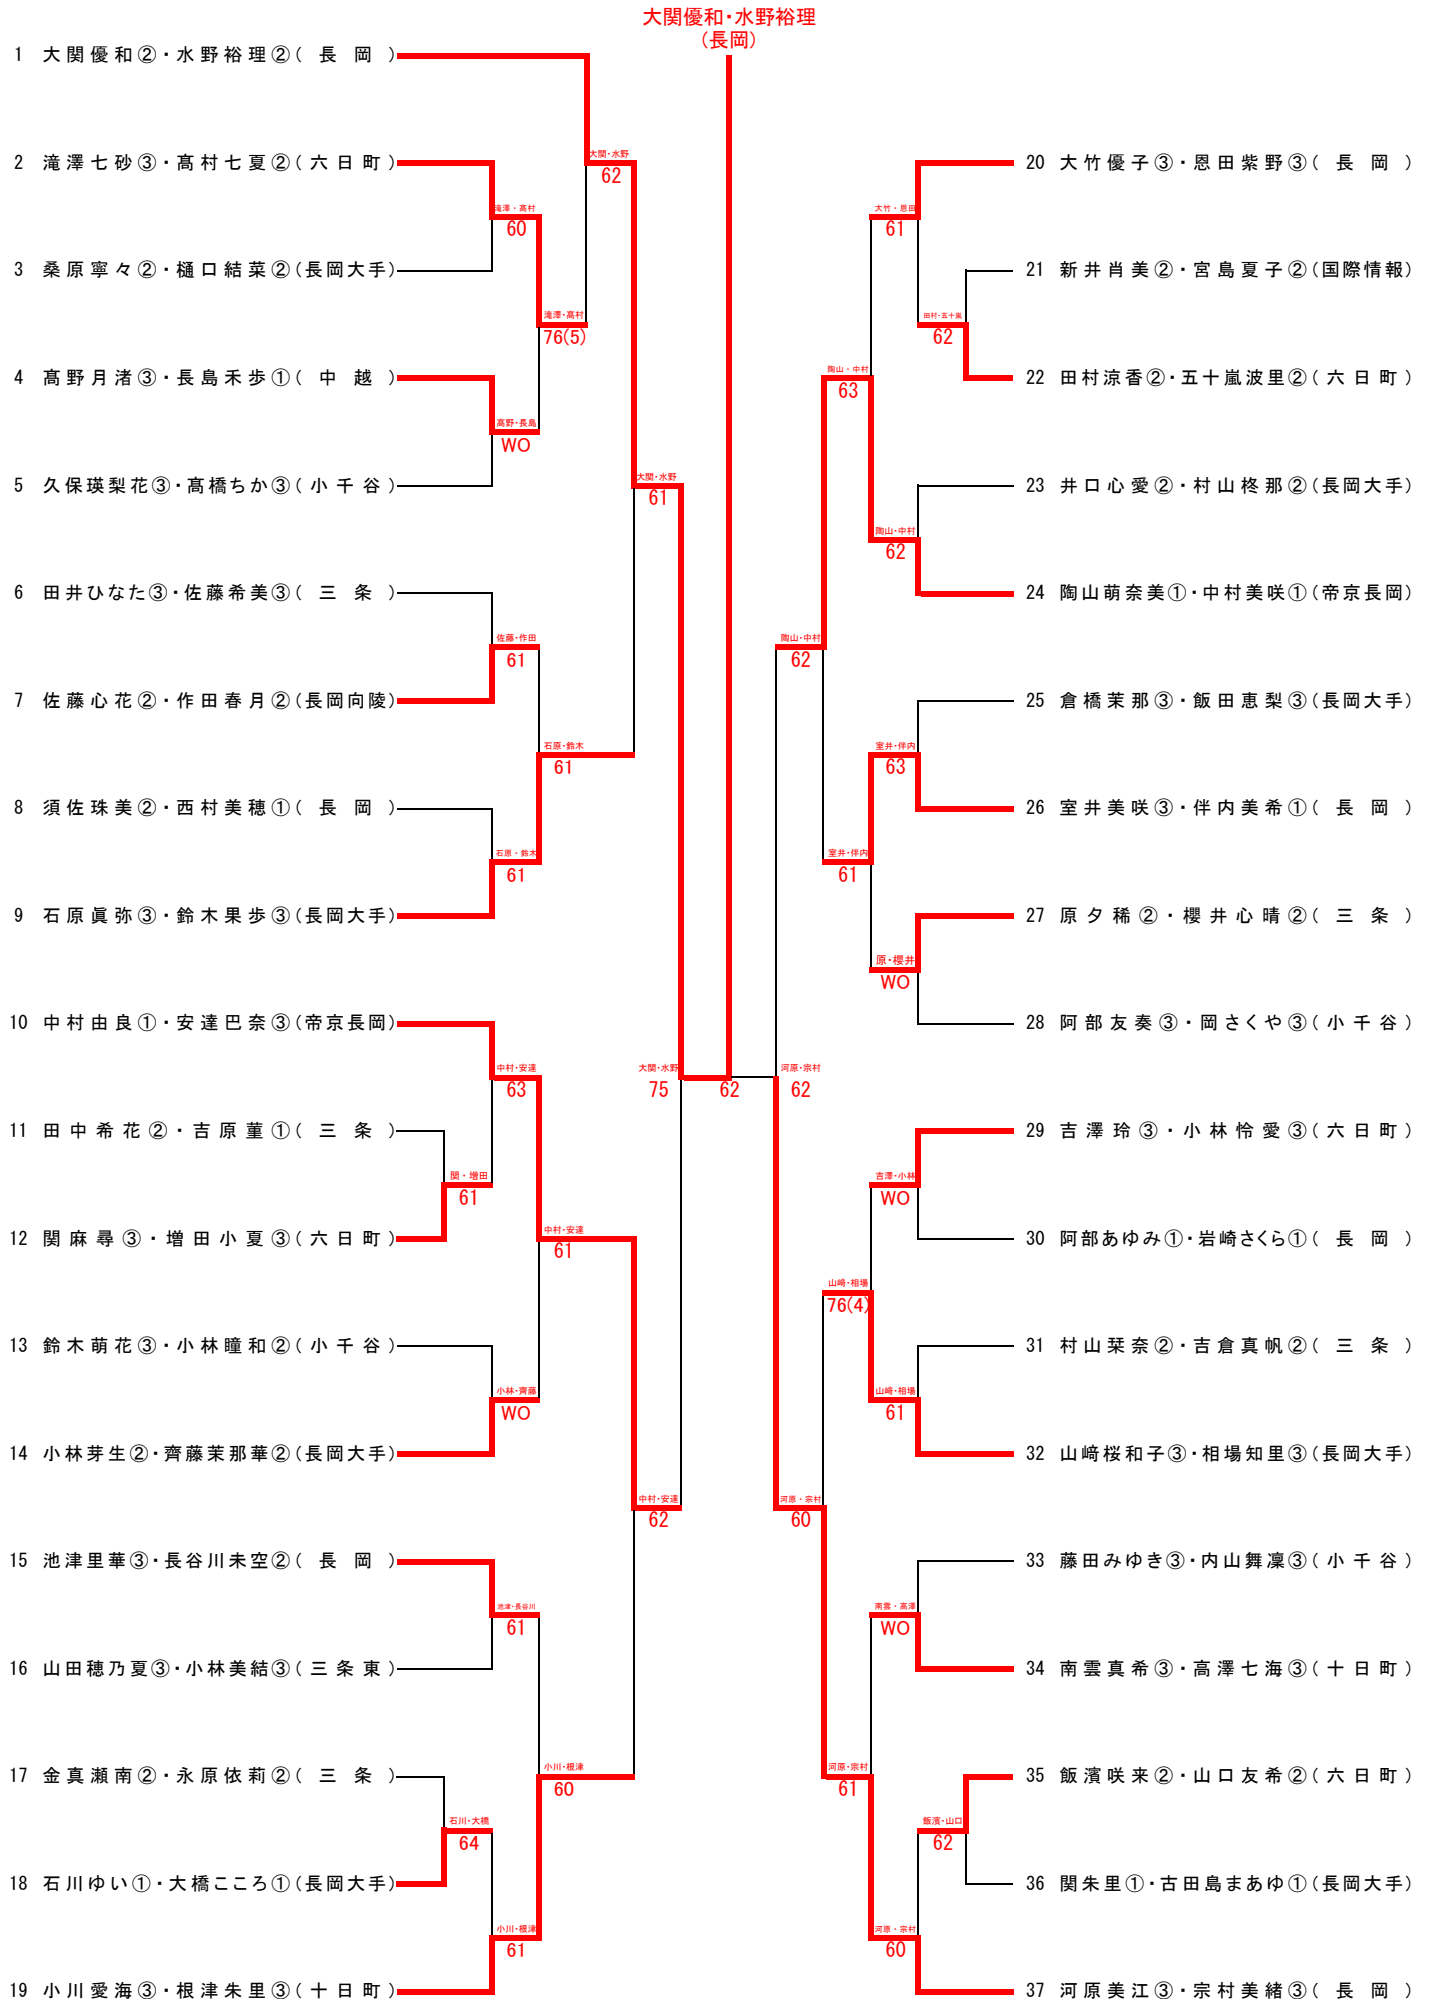 大関優和・水野裕理
(長岡)
1 大関優和②・水野裕理②( 長 岡 )
2 滝澤七砂③・髙村七夏②(六日町)
3 桑原寧々②・樋口結菜②(長岡大手)
4 髙野月渚③・長島禾歩①( 中 越 )
5 久保瑛梨花③・髙橋ちか③(小千谷)
6 田井ひなた③・佐藤希美③( 三 条 )
7 佐藤心花②・作田春月②(長岡向陵)
8 須佐珠美②・西村美穂①( 長 岡 )
9 石原眞弥③・鈴木果歩③(長岡大手)
10 中村由良①・安達巴奈③(帝京長岡)
11 田中希花②・吉原菫①( 三 条 )
12 関麻尋③・増田小夏③(六日町)
13 鈴木萌花③・小林瞳和②(小千谷)
14 小林芽生②・齊藤茉那華②(長岡大手)
15 池津里華③・長谷川未空②( 長 岡 )
16 山田穂乃夏③・小林美結③(三条東)
17 金真瀬南②・永原依莉②( 三 条 )
18 石川ゆい①・大橋こころ①(長岡大手)
19 小川愛海③・根津朱里③(十日町)
滝澤・髙村
60
髙野・長島
WO
佐藤・作田
61
石原・鈴木
61
中村・安達
63
関・増田
61
小林・齊藤
WO
池津・長谷川
61
石川・大橋
64
小川・根津
61
滝澤・髙村
76(5)
石原・鈴木
61
中村・安達
61
小川・根津
60
大関・水野
62
大関・水野
61
中村・安達
62
大関・水野
75
62
河原・宗村
62
陶山・中村
62
河原・宗村
60
陶山・中村
63
室井・伴内
61
山﨑・相場
76(4)
河原・宗村
61
大竹・恩田
61
田村・五十嵐
62
陶山・中村
62
室井・伴内
63
原・櫻井
WO
吉澤・小林
WO
山﨑・相場
61
南雲・高澤
WO
飯濱・山口
62
河原・宗村
60
20 大竹優子③・恩田紫野③( 長 岡 )
21 新井肖美②・宮島夏子②(国際情報)
22 田村涼香②・五十嵐波里②(六日町)
23 井口心愛②・村山柊那②(長岡大手)
24 陶山萌奈美①・中村美咲①(帝京長岡)
25 倉橋茉那③・飯田恵梨③(長岡大手)
26 室井美咲③・伴内美希①( 長 岡 )
27 原夕稀②・櫻井心晴②( 三 条 )
28 阿部友奏③・岡さくや③(小千谷)
29 吉澤玲③・小林怜愛③(六日町)
30 阿部あゆみ①・岩崎さくら①( 長 岡 )
31 村山栞奈②・吉倉真帆②( 三 条 )
32 山﨑桜和子③・相場知里③(長岡大手)
33 藤田みゆき③・内山舞凜③(小千谷)
34 南雲真希③・高澤七海③(十日町)
35 飯濱咲来②・山口友希②(六日町)
36 関朱里①・古田島まあゆ①(長岡大手)
37 河原美江③・宗村美緒③( 長 岡 )